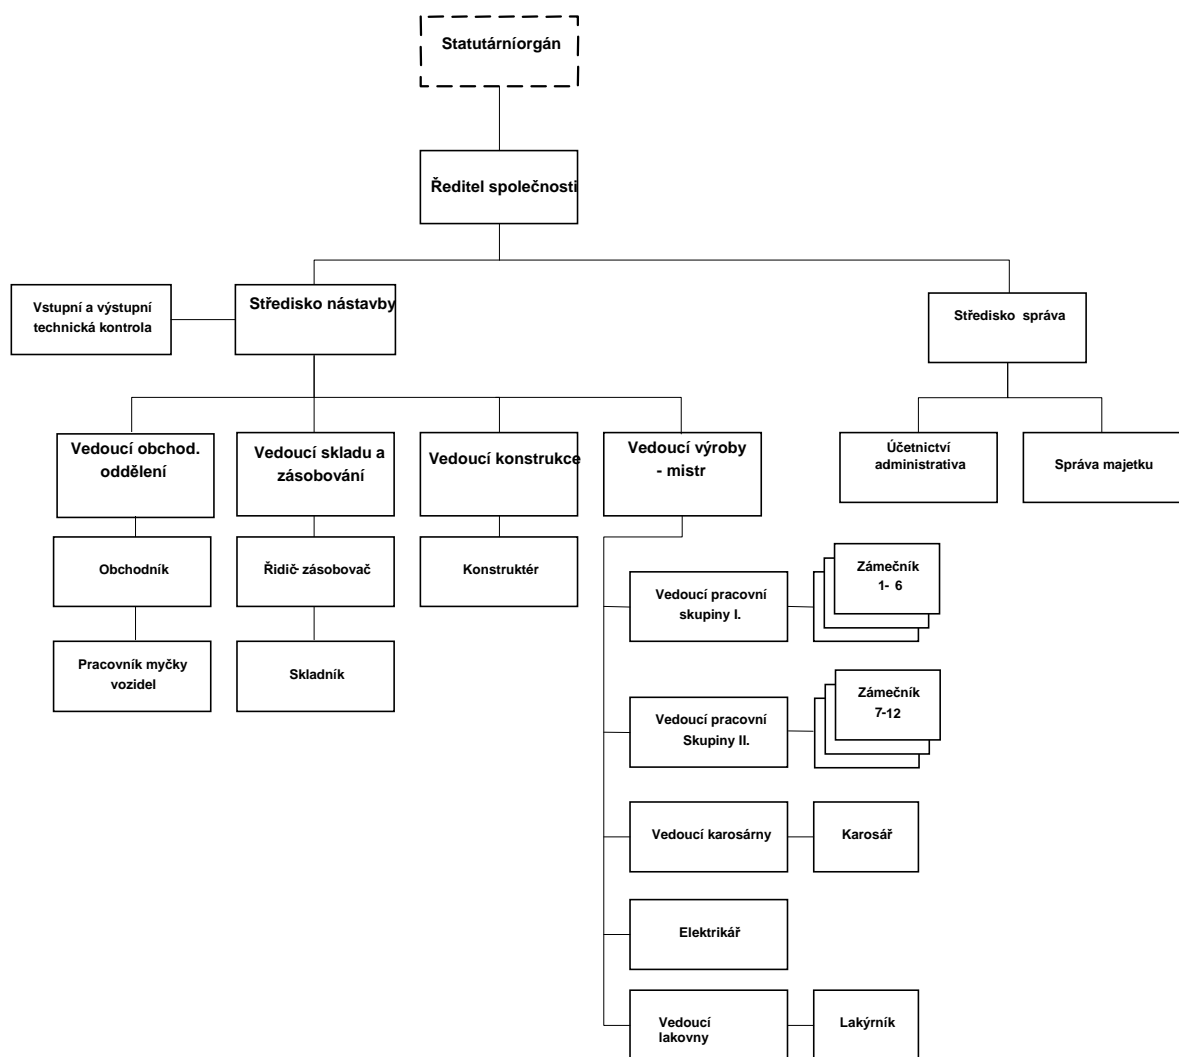 Statutárníorgán
Ředitel společnosti
Vstupní a výstupní
technická kontrola
Středisko nástavby
Středisko správa
Vedoucí obchod.
oddělení
Vedoucí skladu a
zásobování
Vedoucí konstrukce
Vedoucí výroby
- mistr
Účetnictví
administrativa
Správa majetku
Obchodník
Řidič- zásobovač
Konstruktér
Pracovník myčky
vozidel
Skladník
Vedoucí pracovní
skupiny I.
Zámečník
1- 6
Vedoucí pracovní
Skupiny II.
Zámečník
7-12
Vedoucí karosárny
Karosář
Elektrikář
Vedoucí
lakovny
Lakýrník